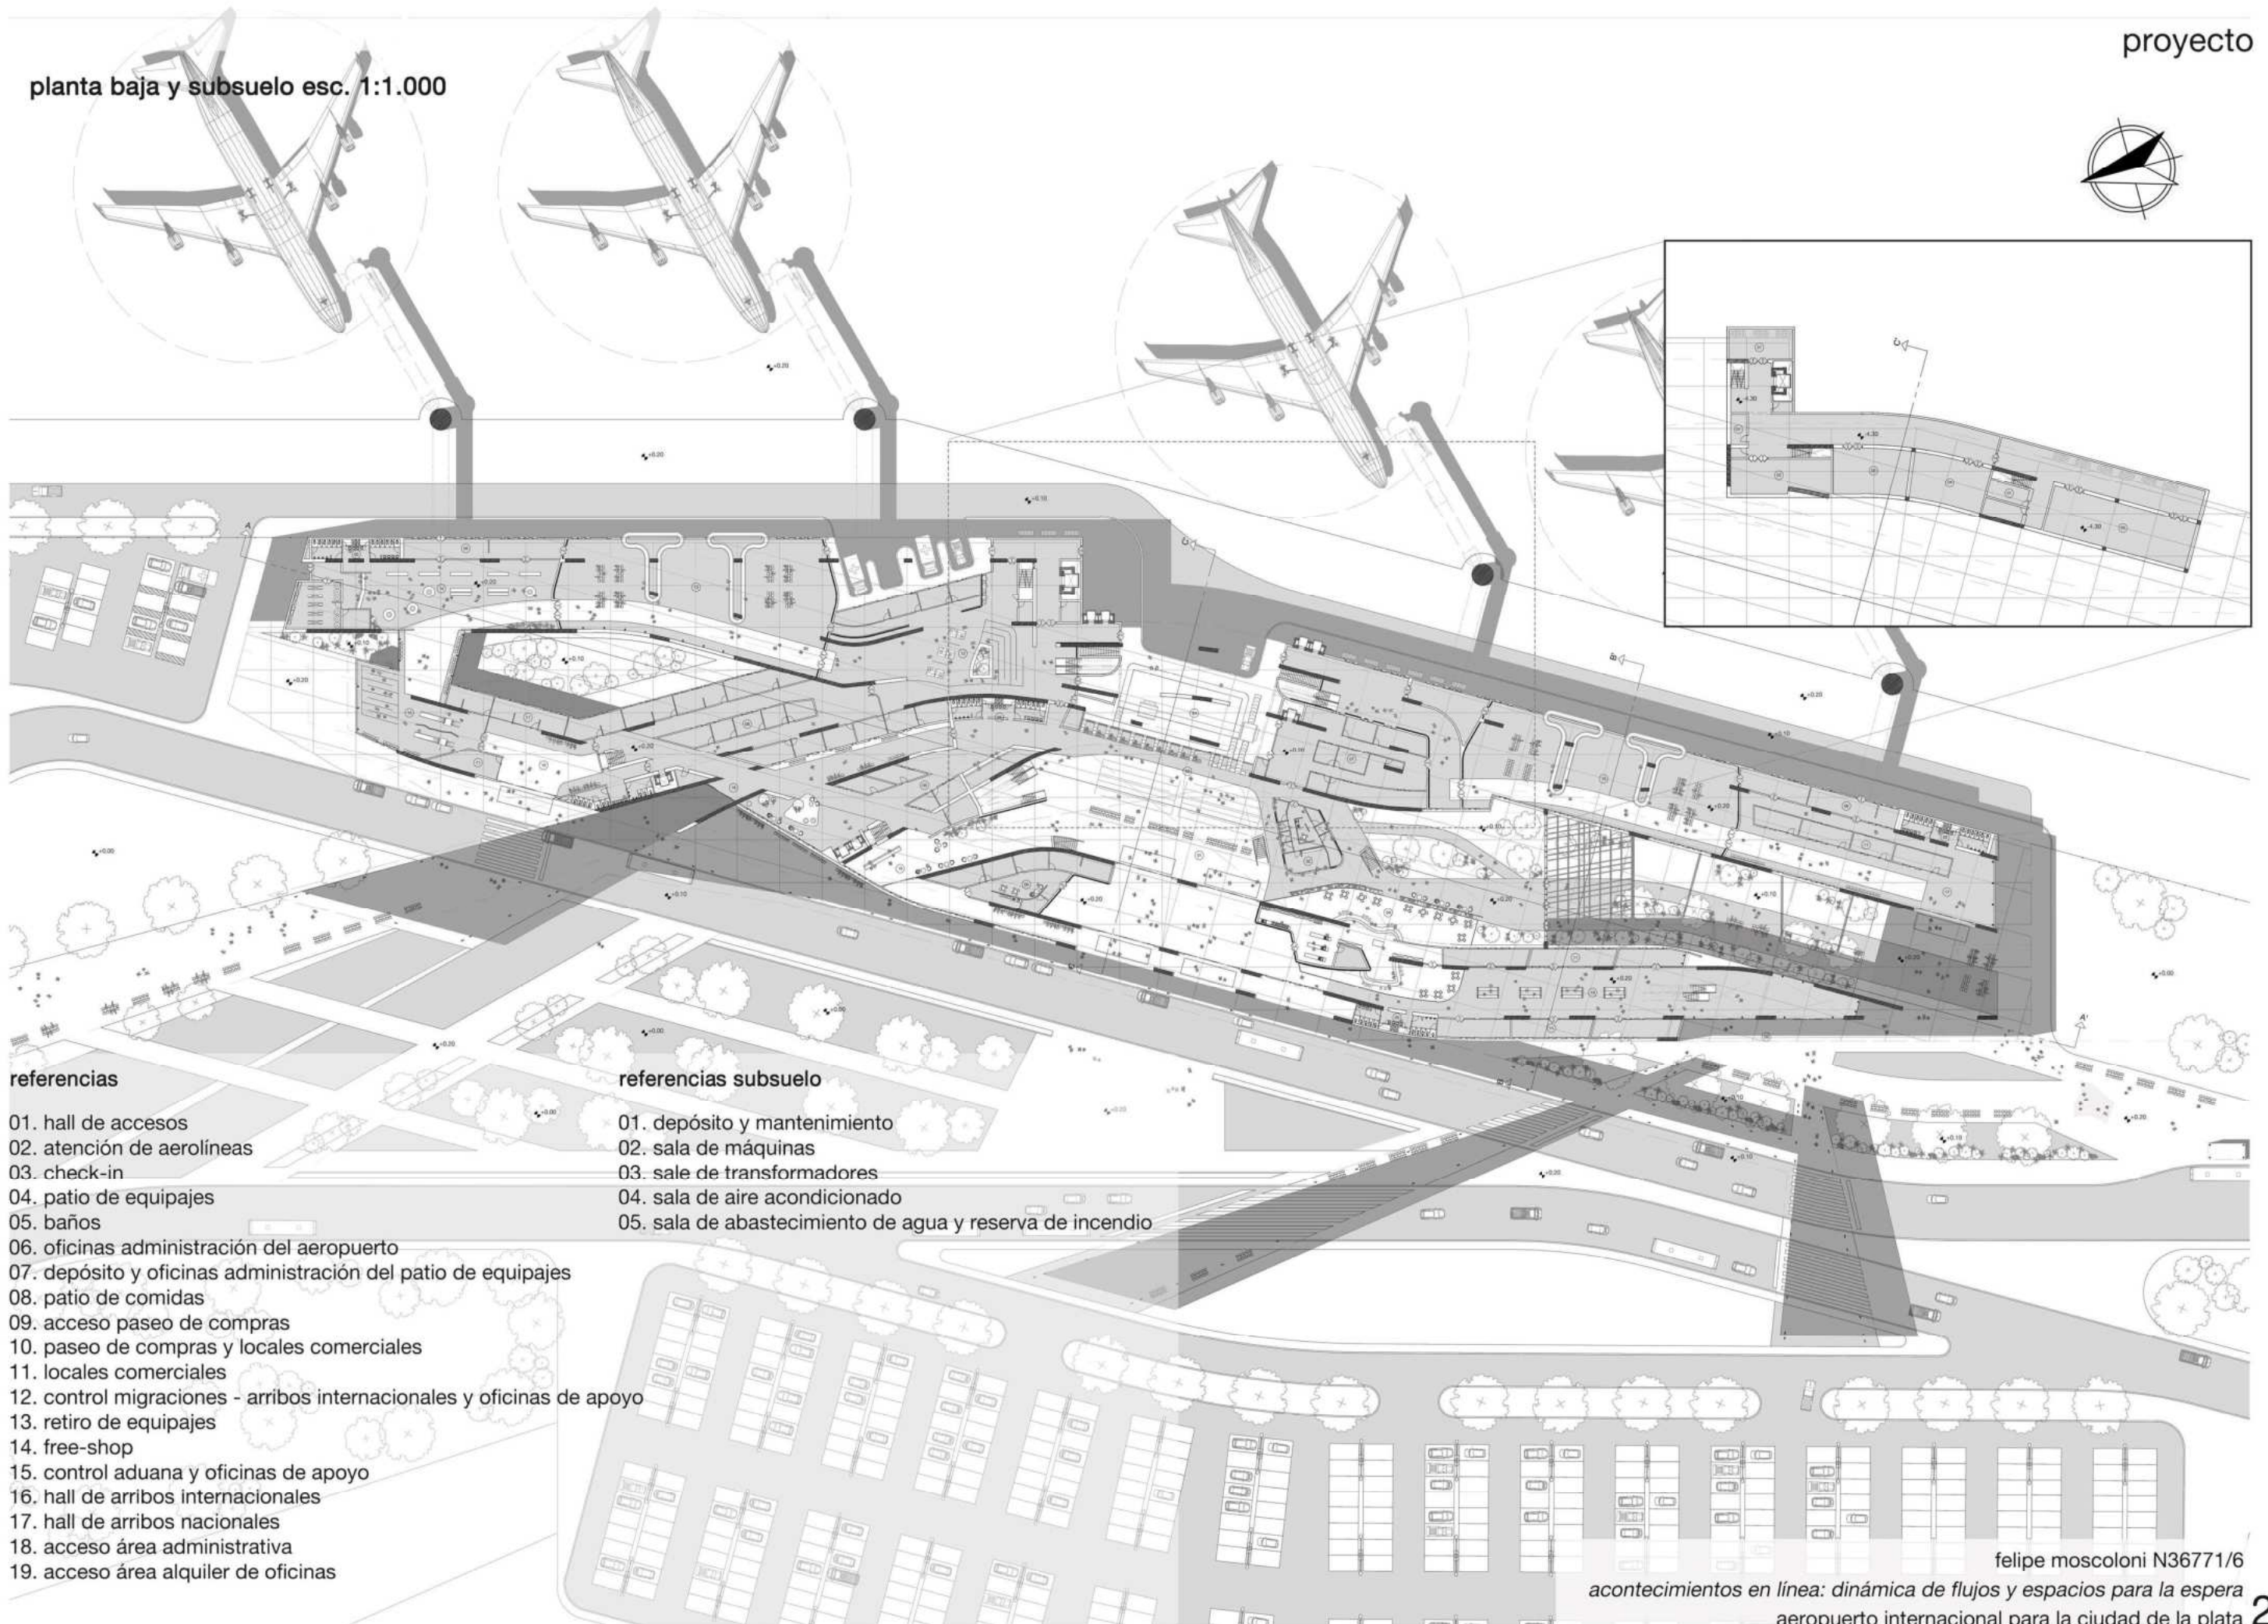 proyecto
planta baja y subsuelo esc. 1:1.000
referencias
01. hall de accesos
02. atención de aerolíneas
03. check-in
04. patio de equipajes
05. baños
06. oficinas administración del aeropuerto
07. depósito y oficinas administración del patio de equipajes
08. patio de comidas
09. acceso paseo de compras
10. paseo de compras y locales comerciales
11. locales comerciales
12. control migraciones - arribos internacionales y oficinas de apoyo
13. retiro de equipajes
14. free-shop
15. control aduana y oficinas de apoyo
16. hall de arribos internacionales
17. hall de arribos nacionales
18. acceso área administrativa
19. acceso área alquiler de oficinas
referencias subsuelo
01. depósito y mantenimiento
02. sala de máquinas
03. sale de transformadores
04. sala de aire acondicionado
05. sala de abastecimiento de agua y reserva de incendio
felipe moscoloni N36771/6
acontecimientos en línea: dinámica de flujos y espacios para la espera
aeropuerto internacional para la ciudad de la plata